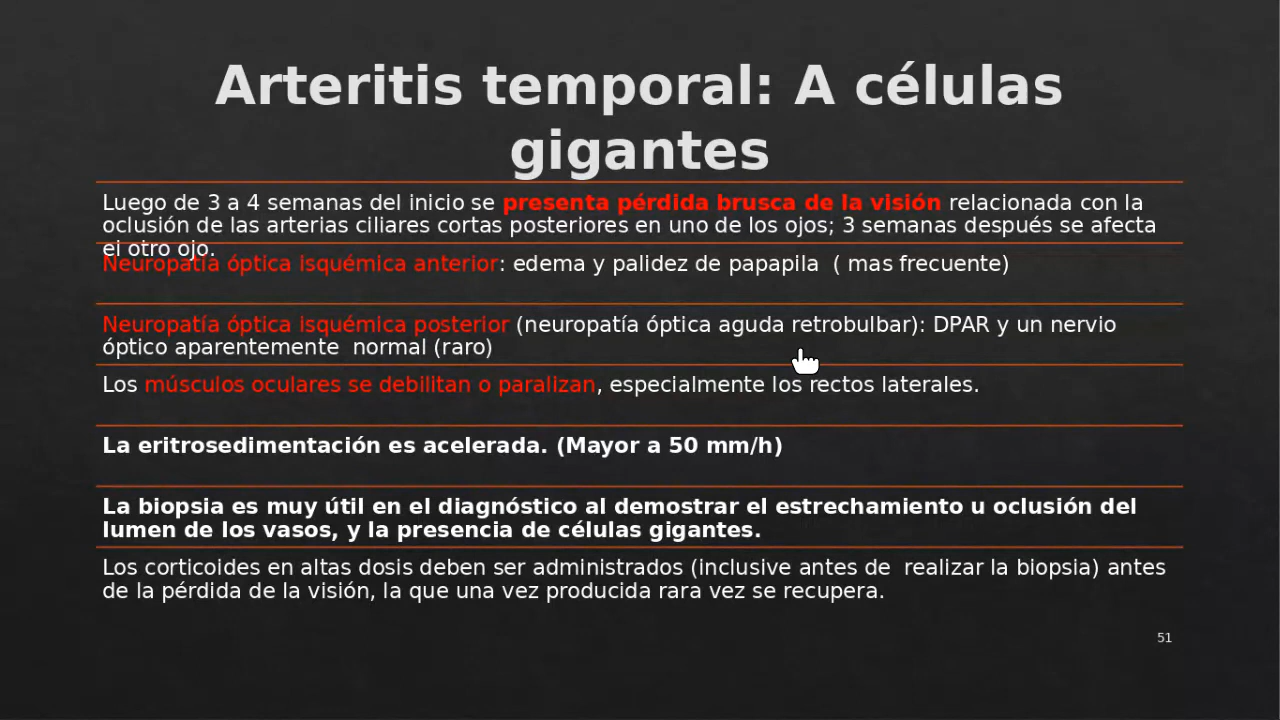 Arteritis temporal: A células
gigantes
Luego de 3 a 4 semanas del inicio se presenta pérdida brusca de la visión relacionada con la
oclusión de las arterias ciliares cortas posteriores en uno de los ojos; 3 semanas después se afecta
el otro ojo.
Neuropatía óptica isquémica anterior: edema y palidez de papapila  ( mas frecuente)
Neuropatía óptica isquémica posterior (neuropatía óptica aguda retrobulbar): DPAR y un nervio
óptico aparentemente  normal (raro)
Los músculos oculares se debilitan o paralizan, especialmente los rectos laterales.
La eritrosedimentación es acelerada. (Mayor a 50 mm/h)
La biopsia es muy útil en el diagnóstico al demostrar el estrechamiento u oclusión del
lumen de los vasos, y la presencia de células gigantes.
Los corticoides en altas dosis deben ser administrados (inclusive antes de  realizar la biopsia) antes
de la pérdida de la visión, la que una vez producida rara vez se recupera.
51